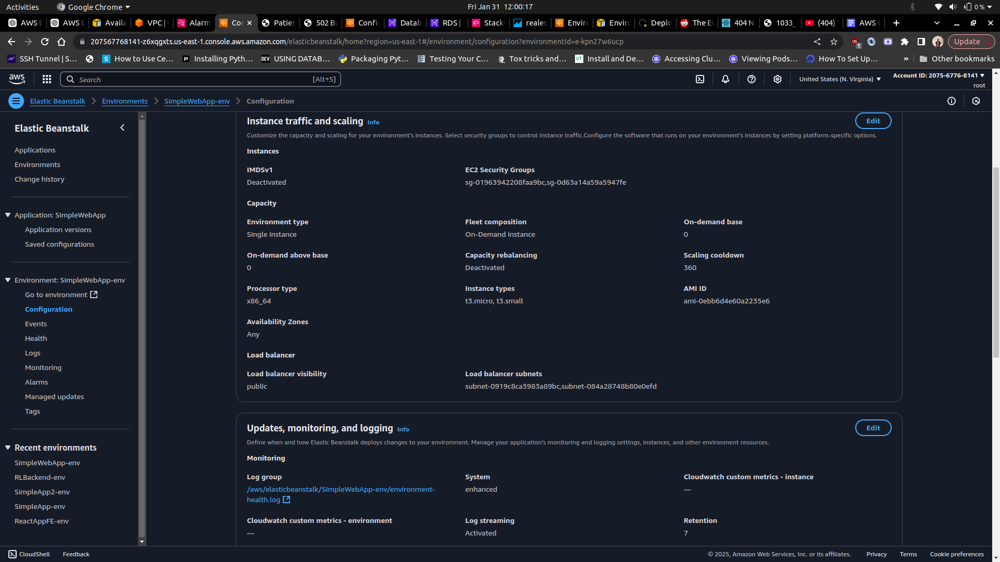 Activities
Google Chrome
Fri Jan 31 12:00:17
0 %
AWS D
AWS D
Availa
VPC |
Alarm
Cor
Patien
502 Ba
Config
Datab
RDS |
Stack
reales
Enviro
Enviro
Deplo
The EC
404 N
1033_
(404)
AWS C
207567768141-z6xqgxts.us-east-1.console.aws.amazon.com/elasticbeanstalk/home?region=us-east-1#/environment/configuration?environmentId=e-kpn27w6ucp
1
Update
SSH Tunnel | S...
How to Use Ce...
Installing Pyth...
USING DATAB...
Packaging Pyt...
Testing Your C...
Tox tricks and...
Install and De...
Accessing Clu...
Viewing Pods...
How To Set Up...
»
Other bookmarks
aws
Search
[Alt+S]
United States (N. Virginia)
Account ID: 2075-6776-8141
root
Elastic Beanstalk
Environments
SimpleWebApp-env
Configuration
Elastic Beanstalk
Applications
Environments
Change history
Application: SimpleWebApp
Application versions
Saved configurations
Environment: SimpleWebApp-env
Go to environment
Configuration
Events
Health
Logs
Monitoring
Alarms
Managed updates
Tags
Recent environments
SimpleWebApp-env
RLBackend-env
SimpleApp2-env
SimpleApp-env
ReactAppFE-env
Instance traffic and scaling Info
Edit
Customize the capacity and scaling for your environment's instances. Select security groups to control instance traffic.Configure the software that runs on your environment's instances by setting platform-specific options.
Instances
IMDSv1
Deactivated
EC2 Security Groups
sg-01963942208faa9bc,sg-0d63a14a59a5947fe
Capacity
Environment type
Single instance
Fleet composition
On-Demand instance
On-demand base
0
On-demand above base
0
Capacity rebalancing
Deactivated
Scaling cooldown
360
Processor type
x86_64
Instance types
t3.micro, t3.small
AMI ID
ami-0ebb6d4e60a2235e6
Availability Zones
Any
Load balancer
Load balancer visibility
public
Load balancer subnets
subnet-0919c8ca3983a89bc,subnet-084a28748b80e0efd
Updates, monitoring, and logging Info
Edit
Define when and how Elastic Beanstalk deploys changes to your environment. Manage your application's monitoring and logging settings, instances, and other environment resources.
Monitoring
Log group
/aws/elasticbeanstalk/SimpleWebApp-env/environment-
health.log
System
enhanced
Cloudwatch custom metrics - instance
—
Cloudwatch custom metrics - environment
—
Log streaming
Activated
Retention
7
CloudShell
Feedback
© 2025, Amazon Web Services, Inc. or its affiliates.
Privacy
Terms
Cookie preferences